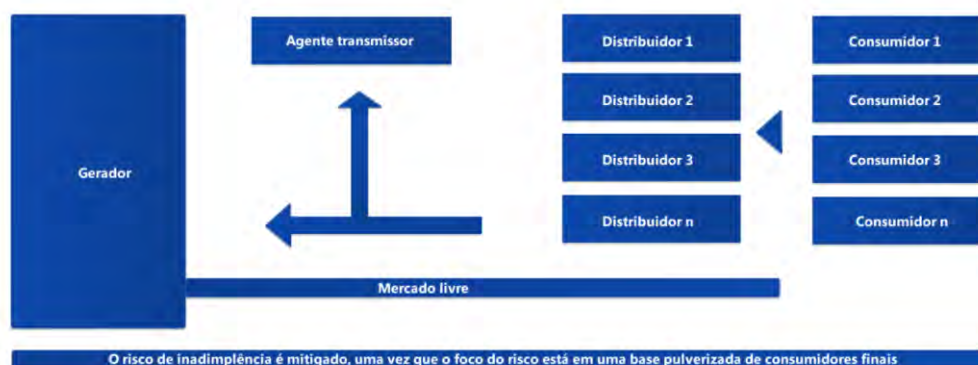 Agente transmissor
Distribuidor 1
Consumidor 1
Distribuidor 2
Consumidor 2
Gerador
Distribuidor 3
Consumidor 3
Distribuidor n
Consumidor n
Mercado livre
O risco de inadimplência é mitigado, uma vez que o foco do risco está em uma base pulverizada de consumidores finais